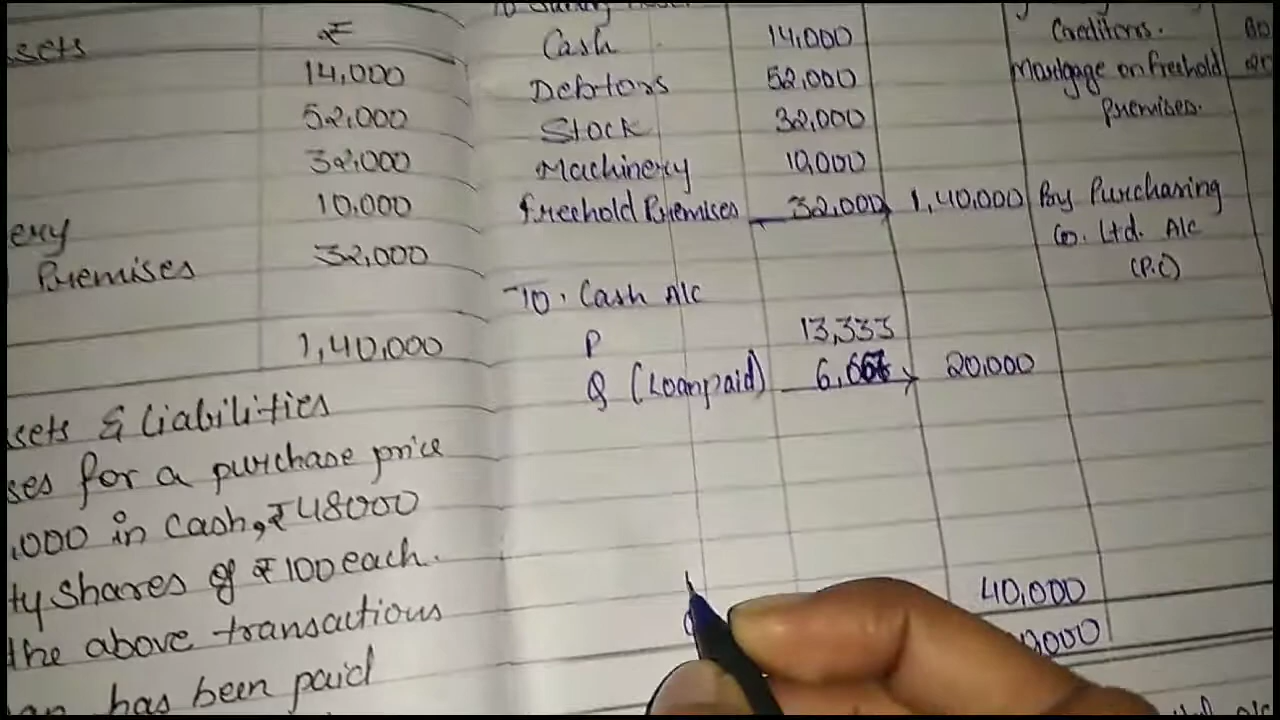 sets ₹
14,000
52,000
32,000
10,000
ery
Premises 32,000
1,40,000
sets & liabilities
ses for a purchase price
,000 in cash, ₹48000
ty shares of ₹100 each.
the above transactions
has been paid
Cash 14,000
Debtors 52,000
Stock 32,000
Machinery 10,000
freehold Premises 32,000 1,40,000
To. Cash A/c
P 13,333
Q (Loan paid) 20,000
40,000
000
Creditors.
Mortgage on freehold
premises.
By Purchasing
Co. Ltd. A/c
(P.C)